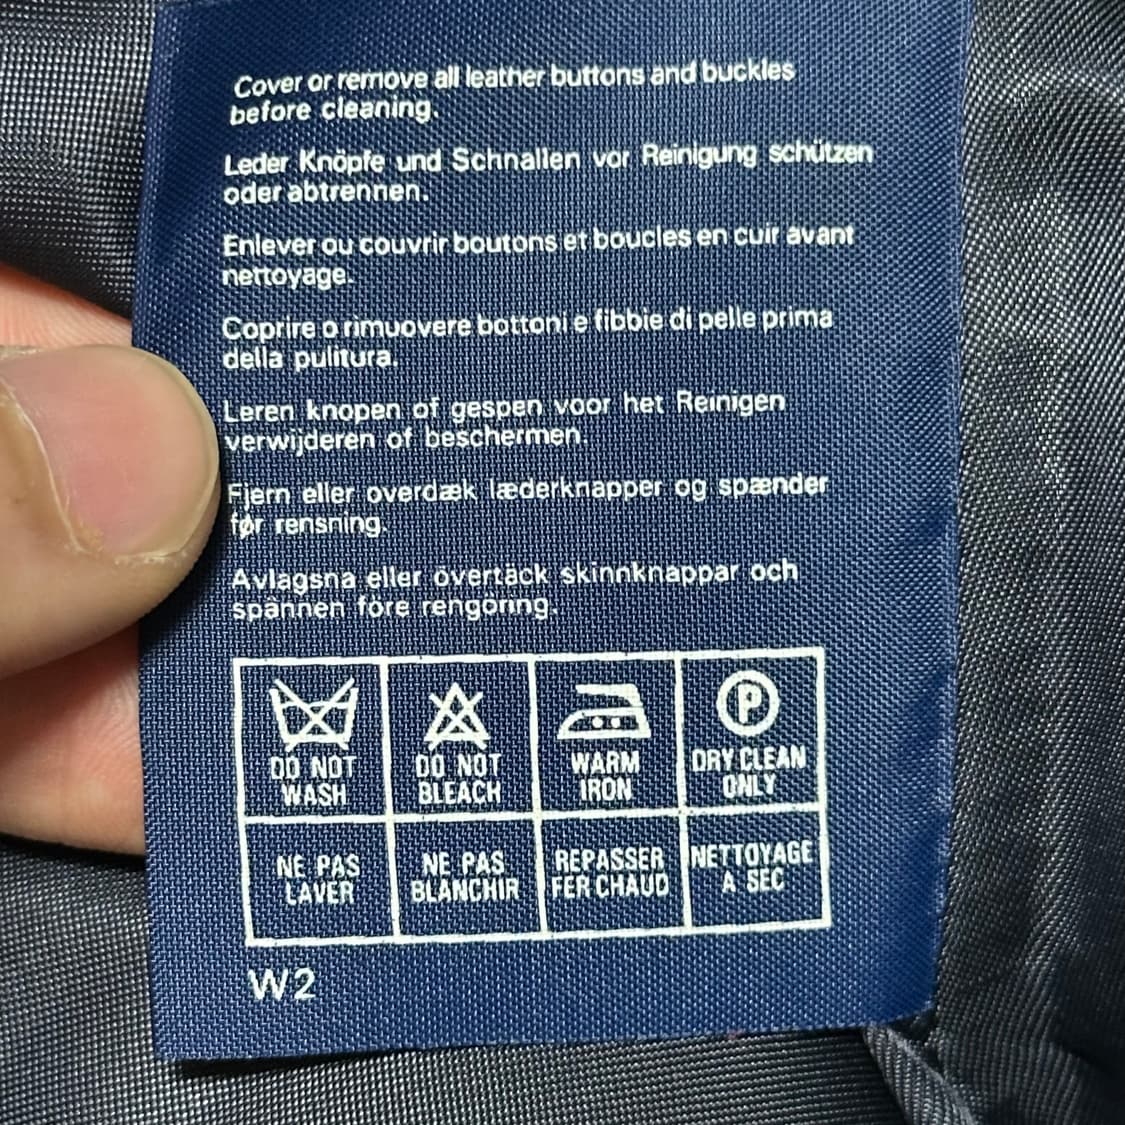 Cover or remove all leather buttons and buckles
before cleaning.
Leder Knöpfe und Schnallen vor Reinigung schützen
oder abtrennen.
Enlever ou couvrir boutons et boucles en cuir avant
nettoyage.
Coprire o rimuovere bottoni e fibbie di pelle prima
della pulitura.
Leren knopen of gespen voor het Reinigen
verwijderen of beschermen.
Fjern eller overdæk læderknapper og spænder
før rensning.
Avlagsna eller övertäck skinnknappar och
spännen före rengöring.
P
DO NOT
WASH
DO NOT
BLEACH
WARM
IRON
DRY CLEAN
ONLY
NE PAS
LAVER
NE PAS
BLANCHIR
REPASSER
FER CHAUD
NETTOYAGE
A SEC
W2